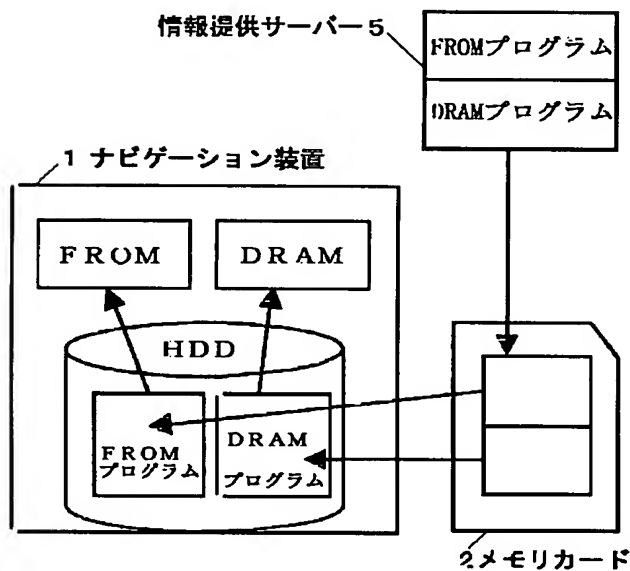 情報提供サーバー5
FROMプログラム
DRAMプログラム
1 ナビゲーション装置
FROM
DRAM
HDD
FROM
プログラム
DRAM
プログラム
2メモリカード